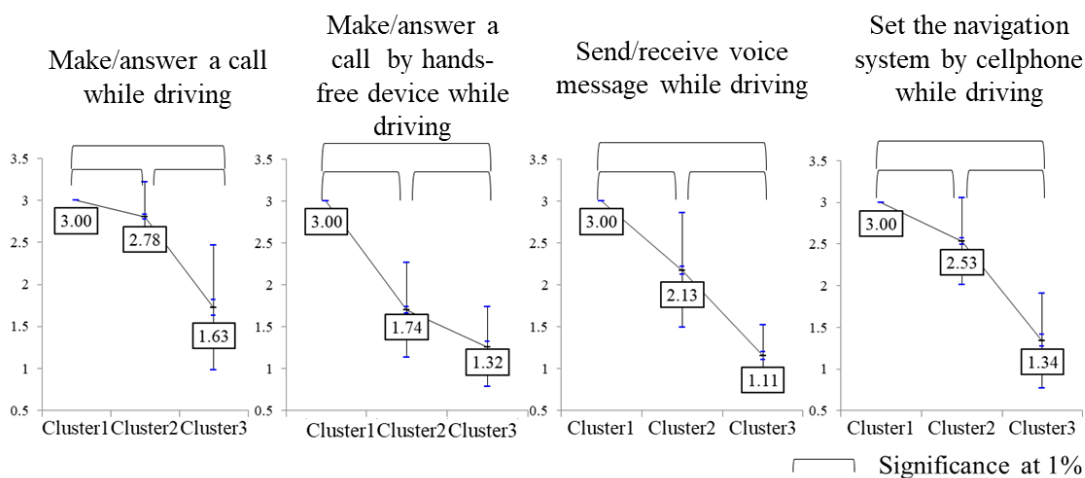 Make/answer a call
while driving
Make/answer a
call by hands-
free device while
driving
Send/receive voice
message while driving
Set the navigation
system by cellphone
while driving
3.5
3
2.5
2
1.5
1
0.5
3.00
2.78
1.63
Cluster1 Cluster2 Cluster3
3.5
3
2.5
2
1.5
1
0.5
3.00
1.74
1.32
Cluster1 Cluster2 Cluster3
3.5
3
2.5
2
1.5
1
0.5
3.00
2.13
1.11
Cluster1 Cluster2 Cluster3
3.5
3
2.5
2
1.5
1
0.5
3.00
2.53
1.34
Cluster1 Cluster2 Cluster3
Significance at 1%